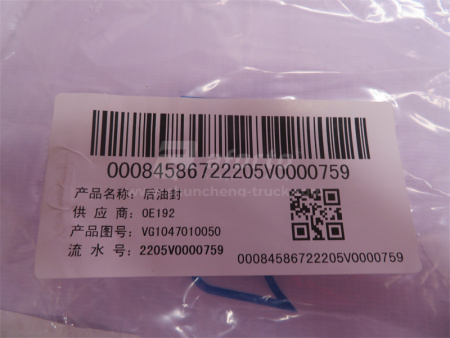 00084586722205V0000759
产品名称: 后油封
供 应 商: OE192
产品图号: VG1047010050
流 水 号: 2205V0000759
00084586722205V0000759